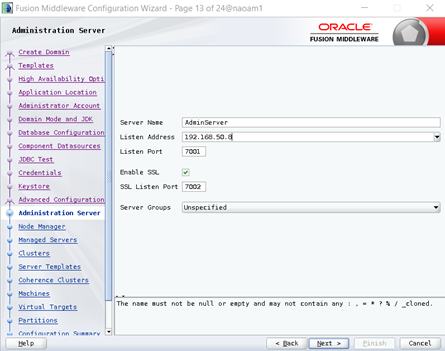 Fusion Middleware Configuration Wizard - Page 13 of 24@naoam1
Administration Server
ORACLE
FUSION MIDDLEWARE
Create Domain
Templates
High Availability Opti
Application Location
Administrator Account
Domain Mode and JDK
Database Configuration
Component Datasources
JDBC Test
Credentials
Keystore
Advanced Configuration
Administration Server
Node Manager
Managed Servers
Clusters
Server Templates
Coherence Clusters
Machines
Virtual Targets
Partitions
Configuration Summary
Server Name AdminServer
Listen Address 192.168.50.8
Listen Port 7001
Enable SSL
SSL Listen Port 7002
Server Groups Unspecified
The name must not be null or empty and may not contain any : , = * ? % / _cloned.
Help < Back Next > Finish Cancel